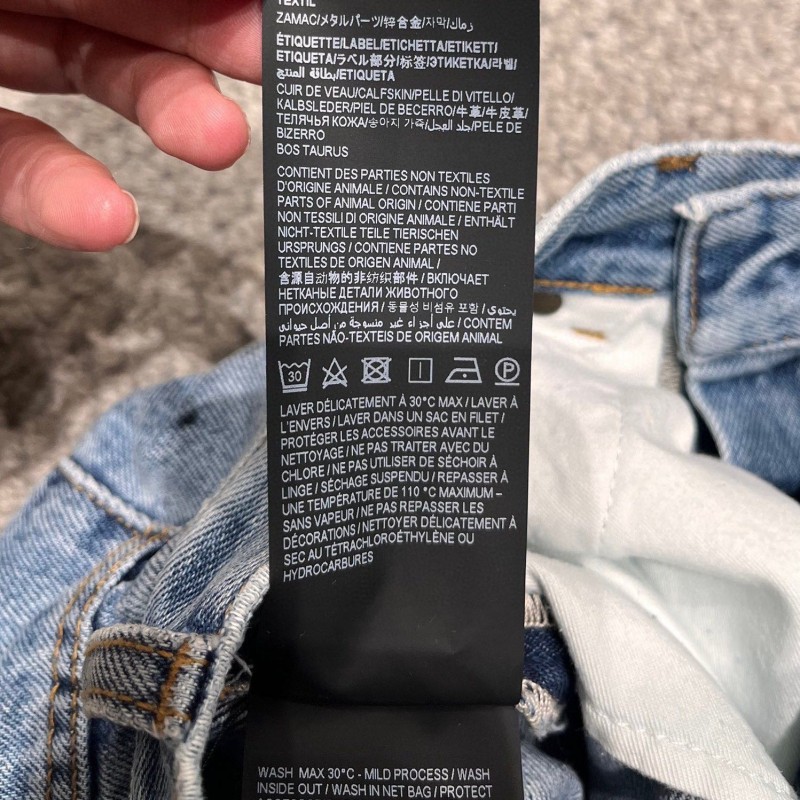 TEXTIL
ZAMAC/メタルパーツ/锌合金/자막/زماك
ÉTIQUETTE/LABEL/ETICHETTA/ETIKETT/
ETIQUETA/ラベル部分/标签/ЭТИКЕТКА/라벨/
بطاقة المنتج/ETIQUETA
CUIR DE VEAU/CALFSKIN/PELLE DI VITELLO/
KALBSLEDER/PIEL DE BECERRO/牛革/牛皮革/
ТЕЛЯЧЬЯ КОЖА/송아지 가죽/جلد العجل/PELE DE
BIZERRO
BOS TAURUS
CONTIENT DES PARTIES NON TEXTILES
D'ORIGINE ANIMALE / CONTAINS NON-TEXTILE
PARTS OF ANIMAL ORIGIN / CONTIENE PARTI
NON TESSILI DI ORIGINE ANIMALE / ENTHÄLT
NICHT-TEXTILE TEILE TIERISCHEN
URSPRUNGS / CONTIENE PARTES NO
TEXTILES DE ORIGEN ANIMAL /
含源自动物的非纺织部件 / ВКЛЮЧАЕТ
НЕТКАНЫЕ ДЕТАЛИ ЖИВОТНОГО
ПРОИСХОЖДЕНИЯ / 동물성 비섬유 포함 / يحتوي
على أجزاء غير منسوجة من أصل حيواني / CONTEM
PARTES NÃO-TEXTEIS DE ORIGEM ANIMAL
30 P
LAVER DÉLICATEMENT À 30°C MAX / LAVER À
L'ENVERS / LAVER DANS UN SAC EN FILET /
PROTÉGER LES ACCESSOIRES AVANT LE
NETTOYAGE / NE PAS TRAITER AVEC DU
CHLORE / NE PAS UTILISER DE SÉCHOIR À
LINGE / SÉCHAGE SUSPENDU / REPASSER À
UNE TEMPÉRATURE DE 110 °C MAXIMUM –
SANS VAPEUR / NE PAS REPASSER LES
DÉCORATIONS / NETTOYER DÉLICATEMENT À
SEC AU TÉTRACHLOROÉTHYLÈNE OU
HYDROCARBURES
WASH MAX 30°C - MILD PROCESS / WASH
INSIDE OUT / WASH IN NET BAG / PROTECT